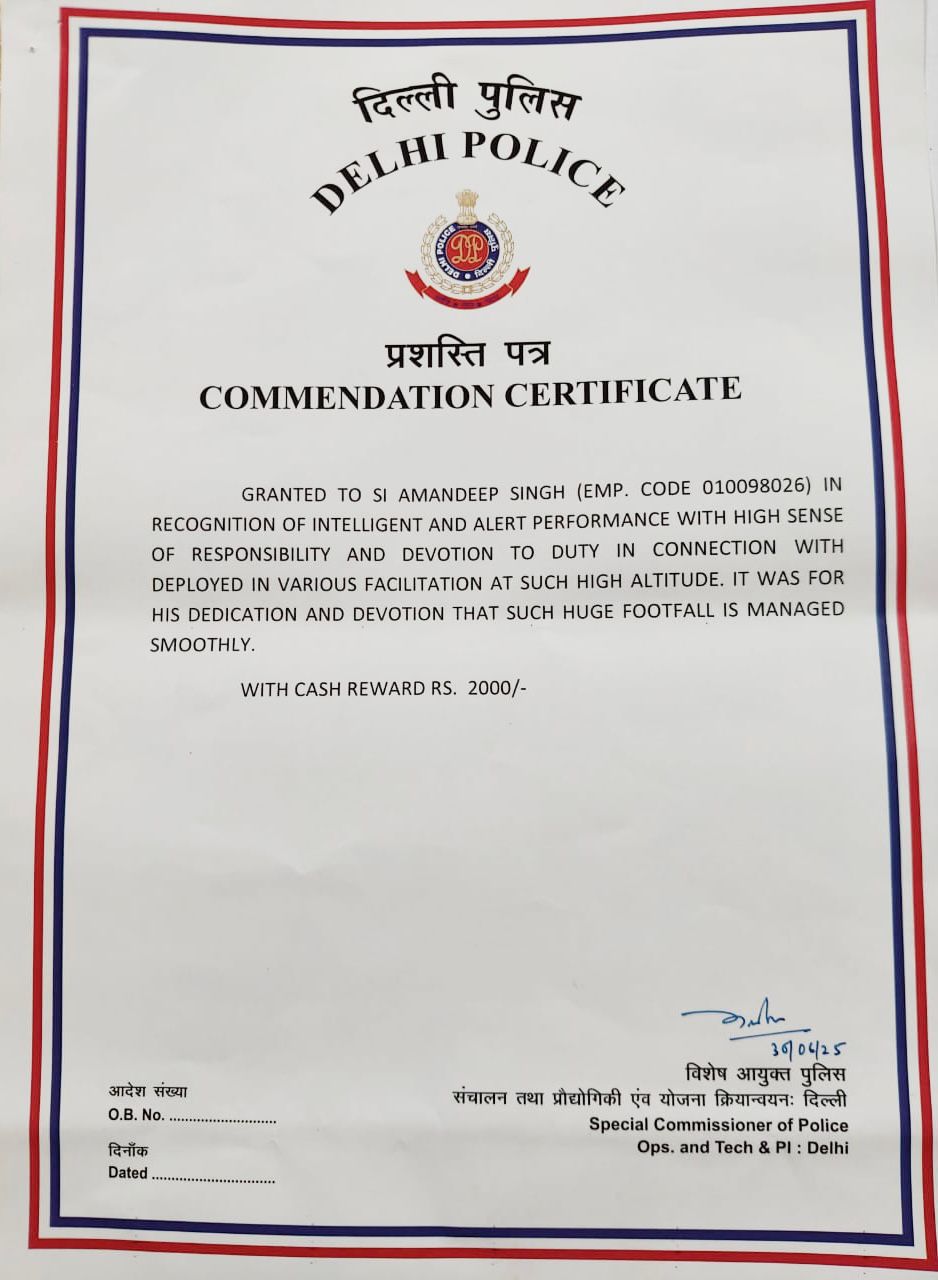 दिल्ली पुलिस
DELHI POLICE
DELHI POLICE
दिल्ली पुलिस
DP
प्रशस्ति पत्र
COMMENDATION CERTIFICATE
GRANTED TO SI AMANDEEP SINGH (EMP. CODE 010098026) IN
RECOGNITION OF INTELLIGENT AND ALERT PERFORMANCE WITH HIGH SENSE
OF RESPONSIBILITY AND DEVOTION TO DUTY IN CONNECTION WITH
DEPLOYED IN VARIOUS FACILITATION AT SUCH HIGH ALTITUDE. IT WAS FOR
HIS DEDICATION AND DEVOTION THAT SUCH HUGE FOOTFALL IS MANAGED
SMOOTHLY.
WITH CASH REWARD RS. 2000/-
30/06/25
विशेष आयुक्त पुलिस
संचालन तथा प्रौद्योगिकी एंव योजना क्रियान्वयनः दिल्ली
Special Commissioner of Police
Ops. and Tech & PI : Delhi
आदेश संख्या
O.B. No. ...........................
दिनाँक
Dated ...............................